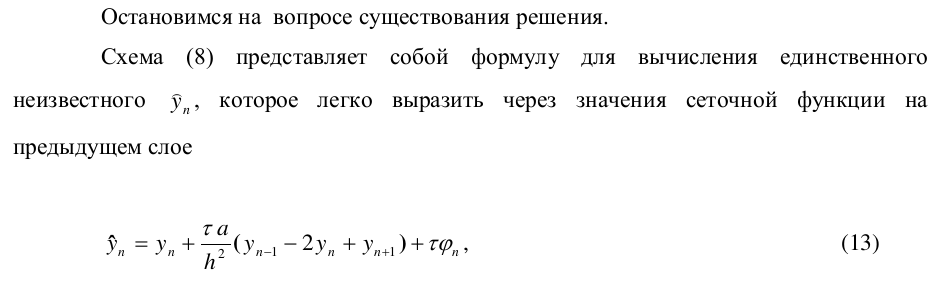 Остановимся на вопросе существования решения.
Схема (8) представляет собой формулу для вычисления единственного
неизвестного $\hat{y}_n$, которое легко выразить через значения сеточной функции на
предыдущем слое
$\hat{y}_n = y_n + \frac{\tau a}{h^2}(y_{n-1} - 2y_n + y_{n+1}) + \tau\varphi_n,$ (13)